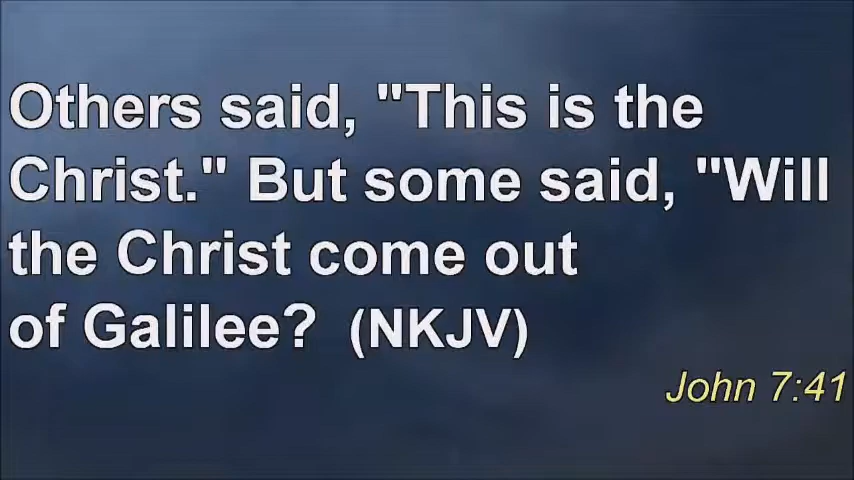 Others said, "This is the
Christ." But some said, "Will
the Christ come out
of Galilee? (NKJV)
John 7:41